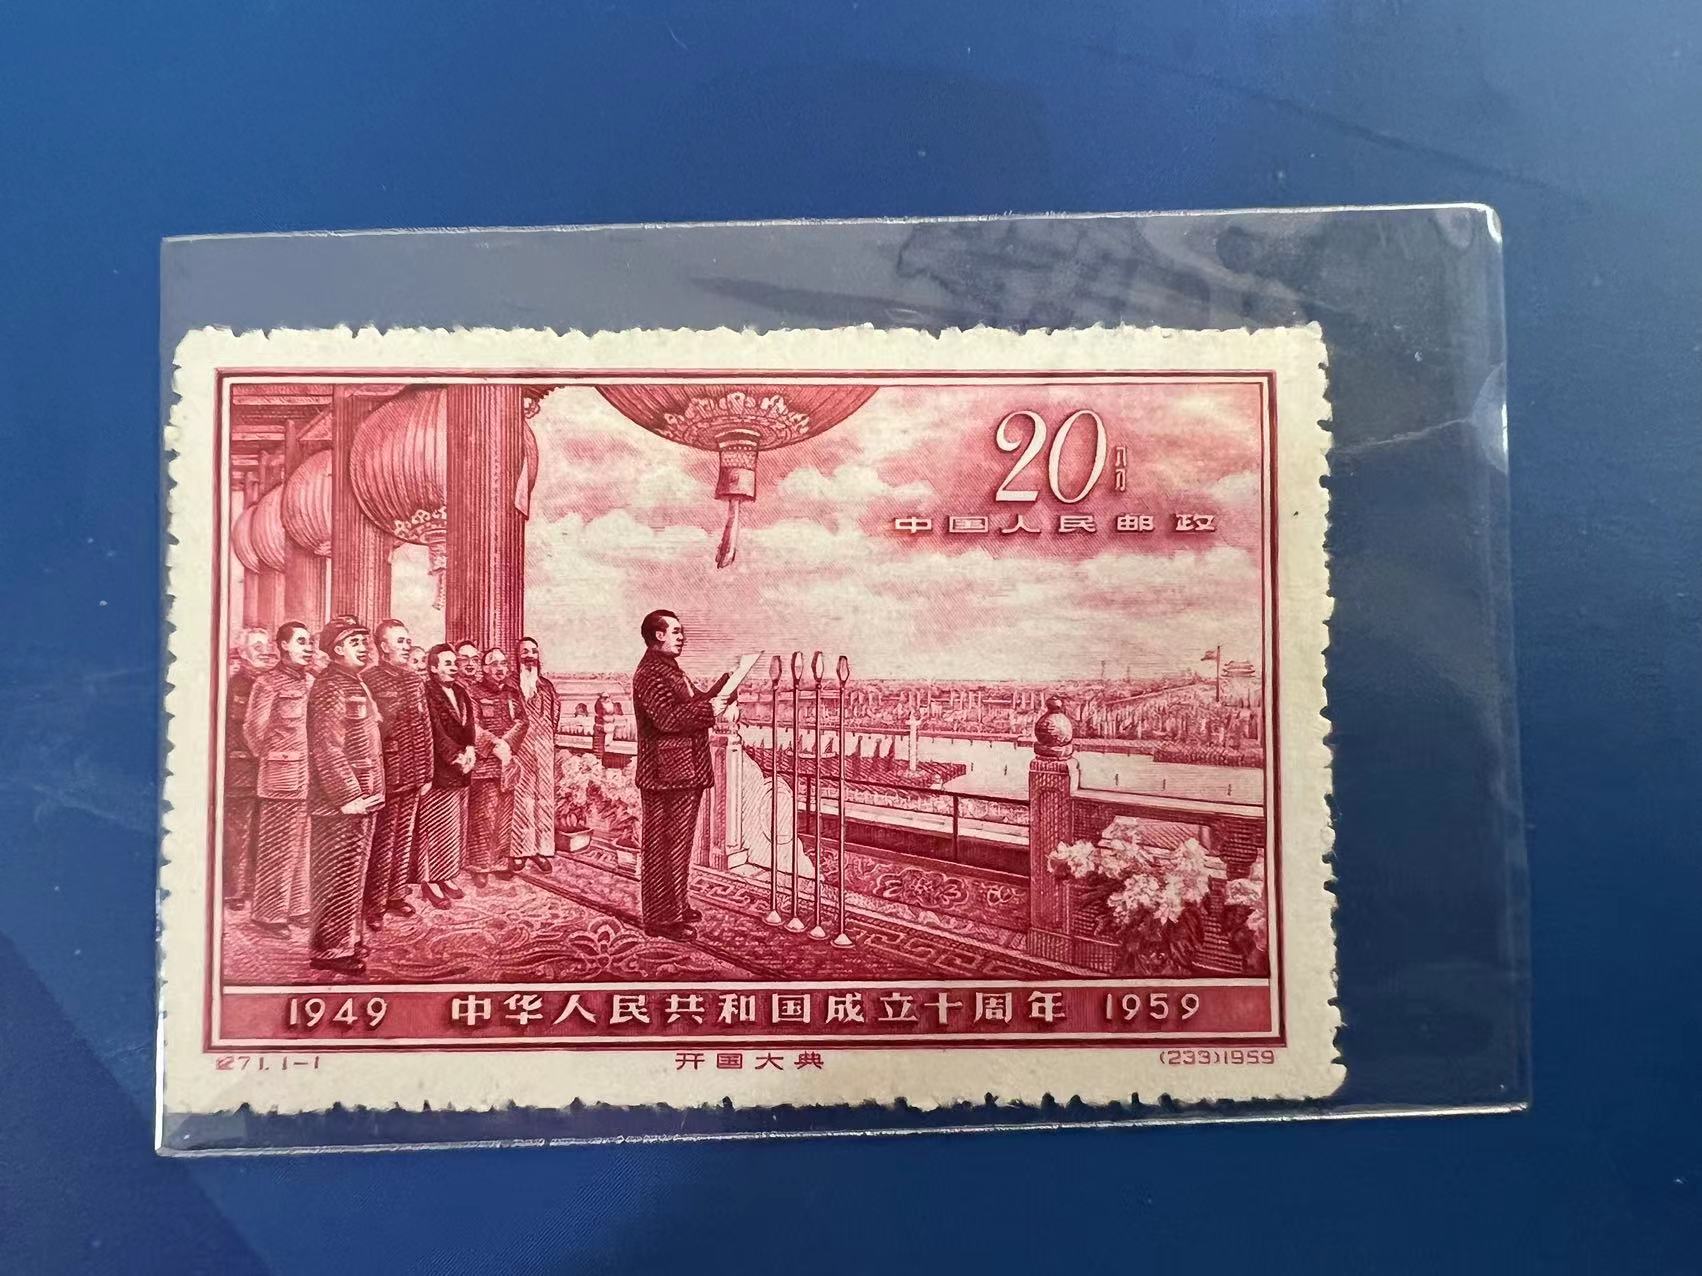 20分
中国人民邮政
1949 中华人民共和国成立十周年 1959
纪71.1-1 开国大典 (233)1959